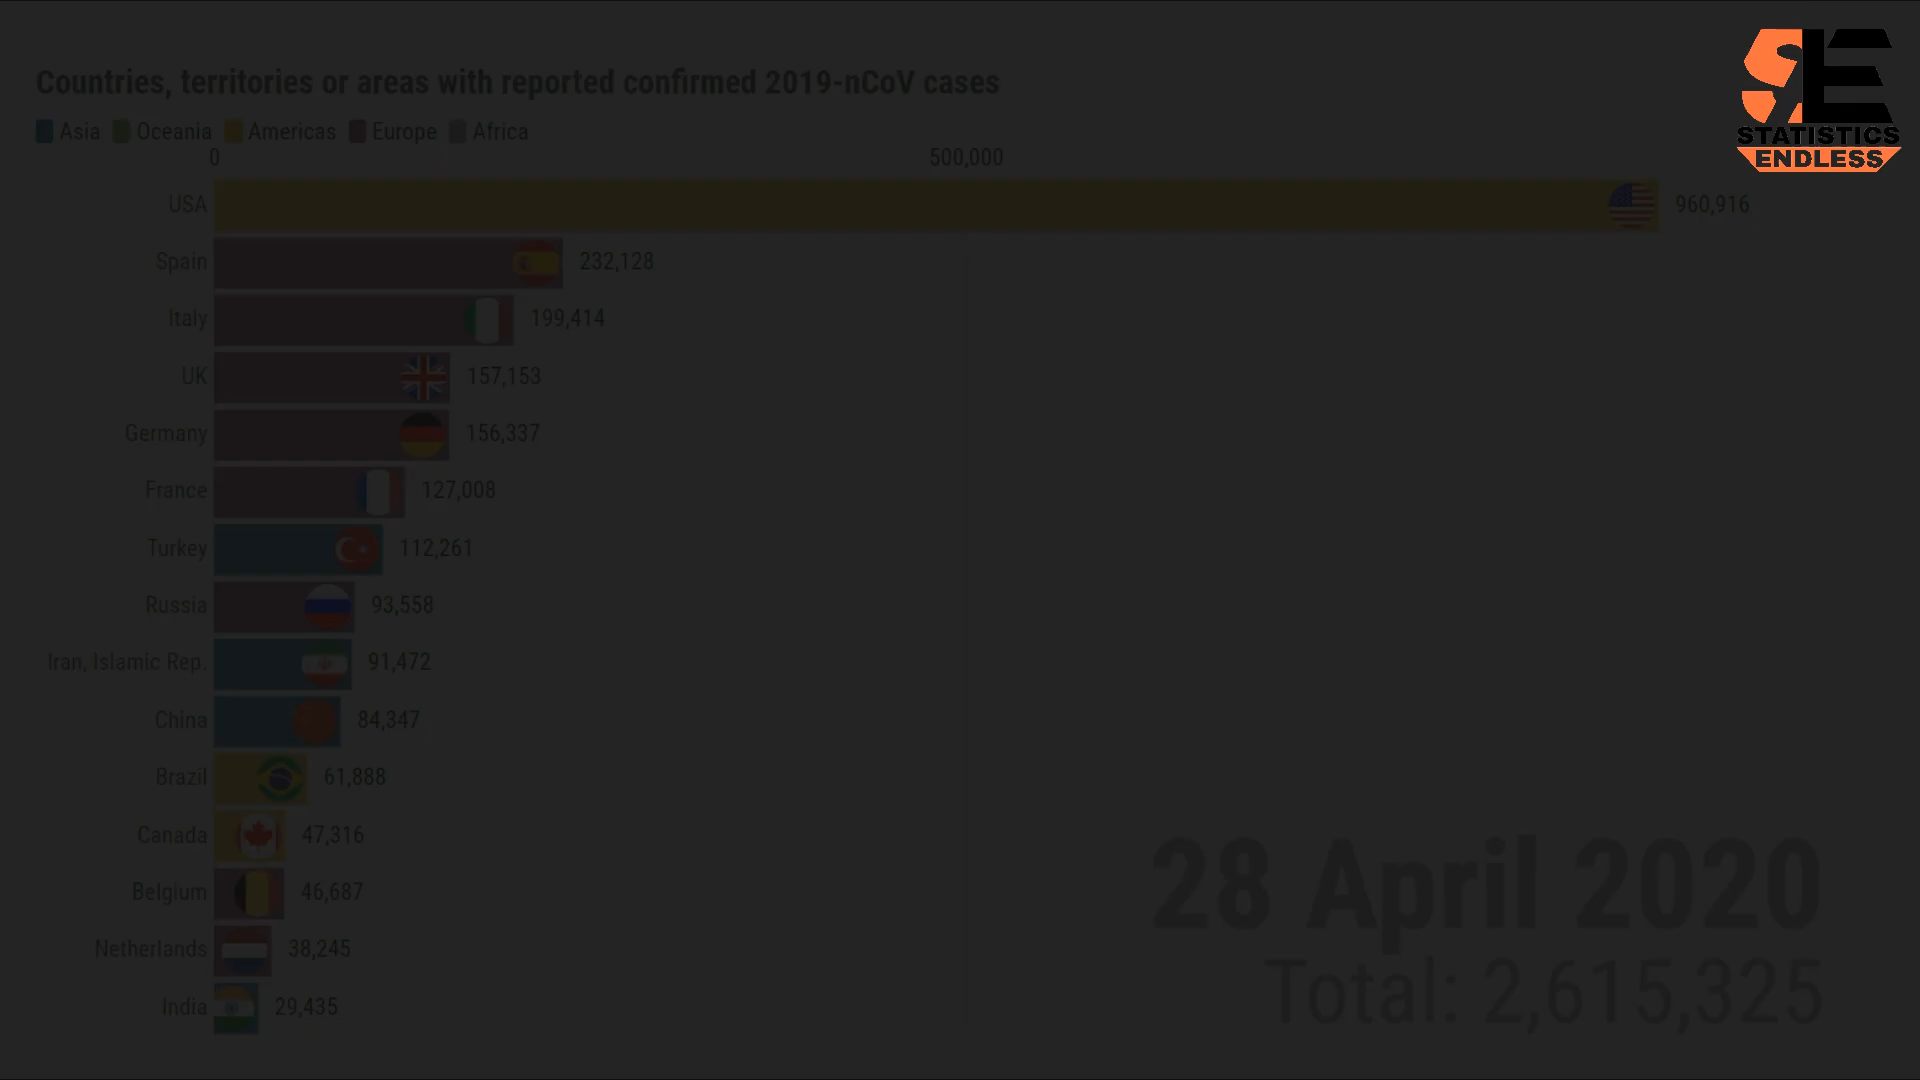 Countries, territories or areas with reported confirmed 2019-nCoV cases
Asia Oceania Americas Europe Africa
0 500,000
USA 960,916
Spain 232,128
Italy 199,414
UK 157,153
Germany 156,337
France 127,008
Turkey 112,261
Russia 93,558
Iran, Islamic Rep. 91,472
China 84,347
Brazil 61,888
Canada 47,316
Belgium 46,687
Netherlands 38,245
India 29,435
28 April 2020
Total: 2,615,325
SE
STATISTICS
ENDLESS